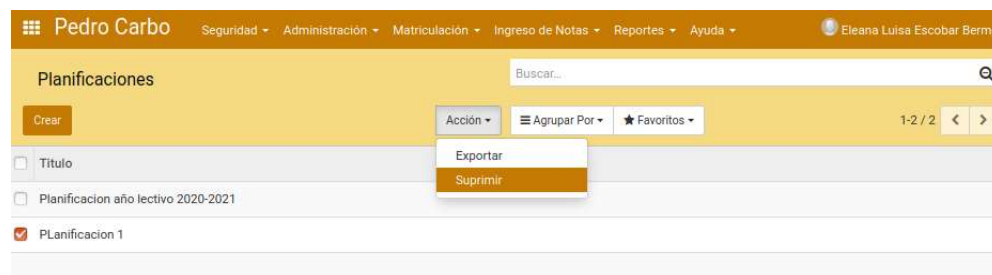 Pedro Carbo Seguridad Administración Matriculación Ingreso de Notas Reportes Ayuda Eleana Luisa Escobar Berm
Planificaciones Buscar...
Crear Acción Agrupar Por Favoritos 1-2 / 2
Exportar
Título
Suprimir
Planificacion año lectivo 2020-2021
PLanificacion 1